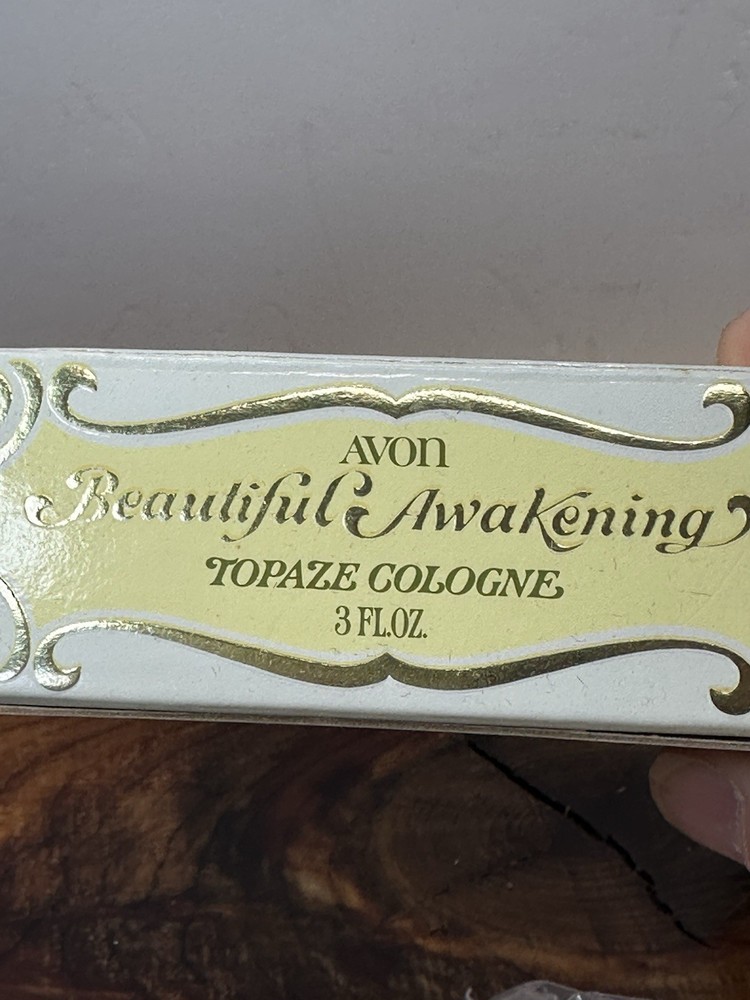 AVON
Beautiful Awakening
TOPAZE COLOGNE
3 FL.OZ.